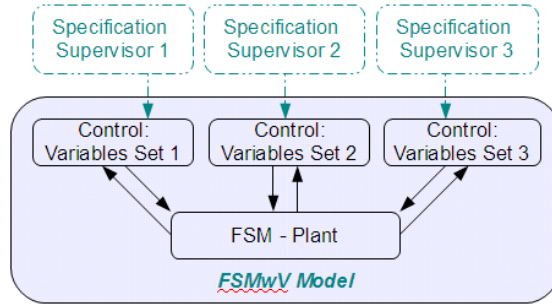 Specification
Supervisor 1
Specification
Supervisor 2
Specification
Supervisor 3
Control:
Variables Set 1
Control:
Variables Set 2
Control:
Variables Set 3
FSM - Plant
FSMwV Model